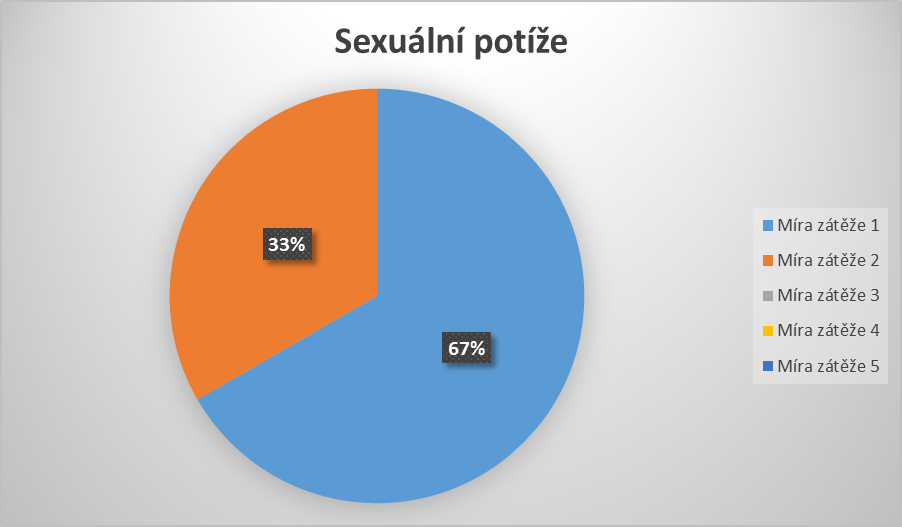 Sexuální potíže
33%
67%
Míra zátěže 1
Míra zátěže 2
Míra zátěže 3
Míra zátěže 4
Míra zátěže 5